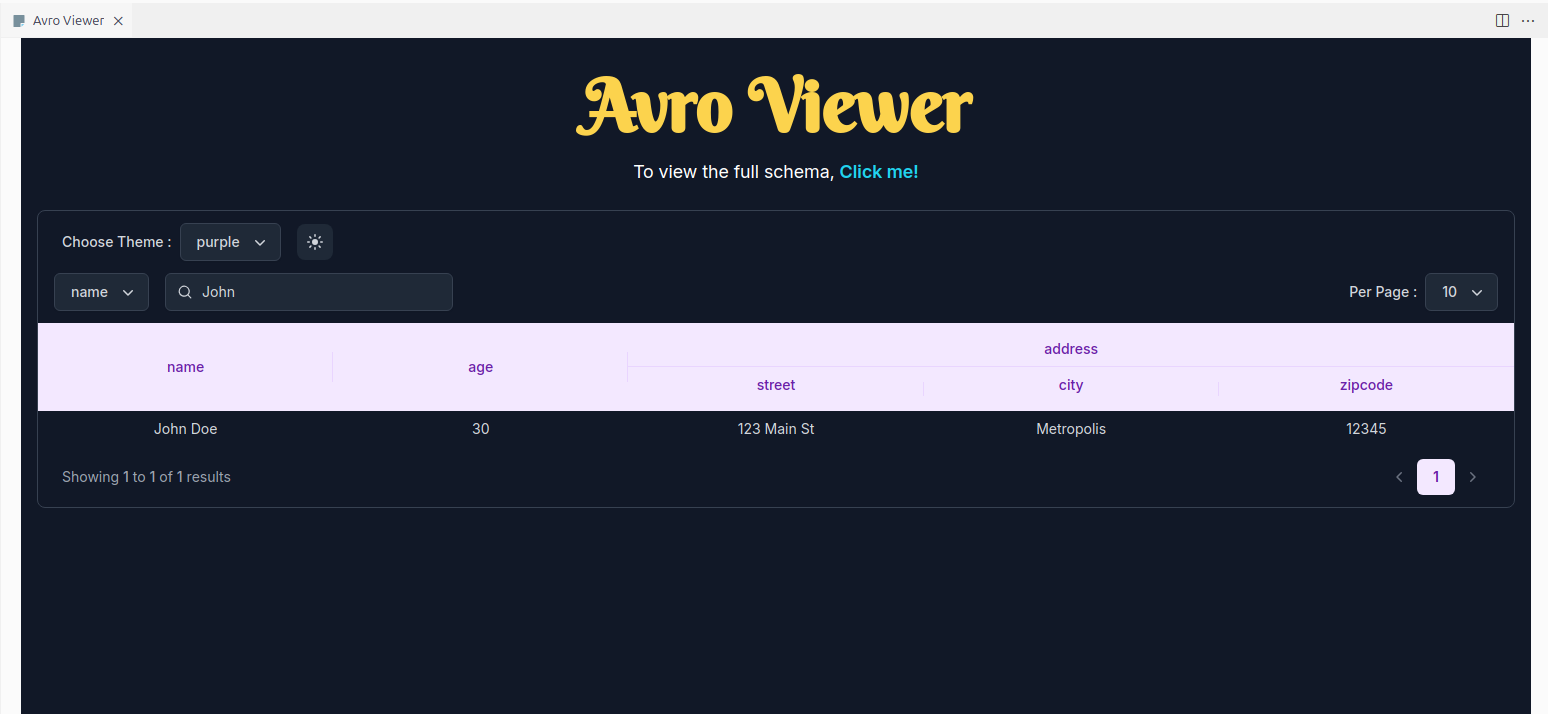 Avro Viewer
Avro Viewer
To view the full schema, Click me!
Choose Theme : purple
name John Per Page : 10
address
name age
street city zipcode
John Doe 30 123 Main St Metropolis 12345
Showing 1 to 1 of 1 results 1